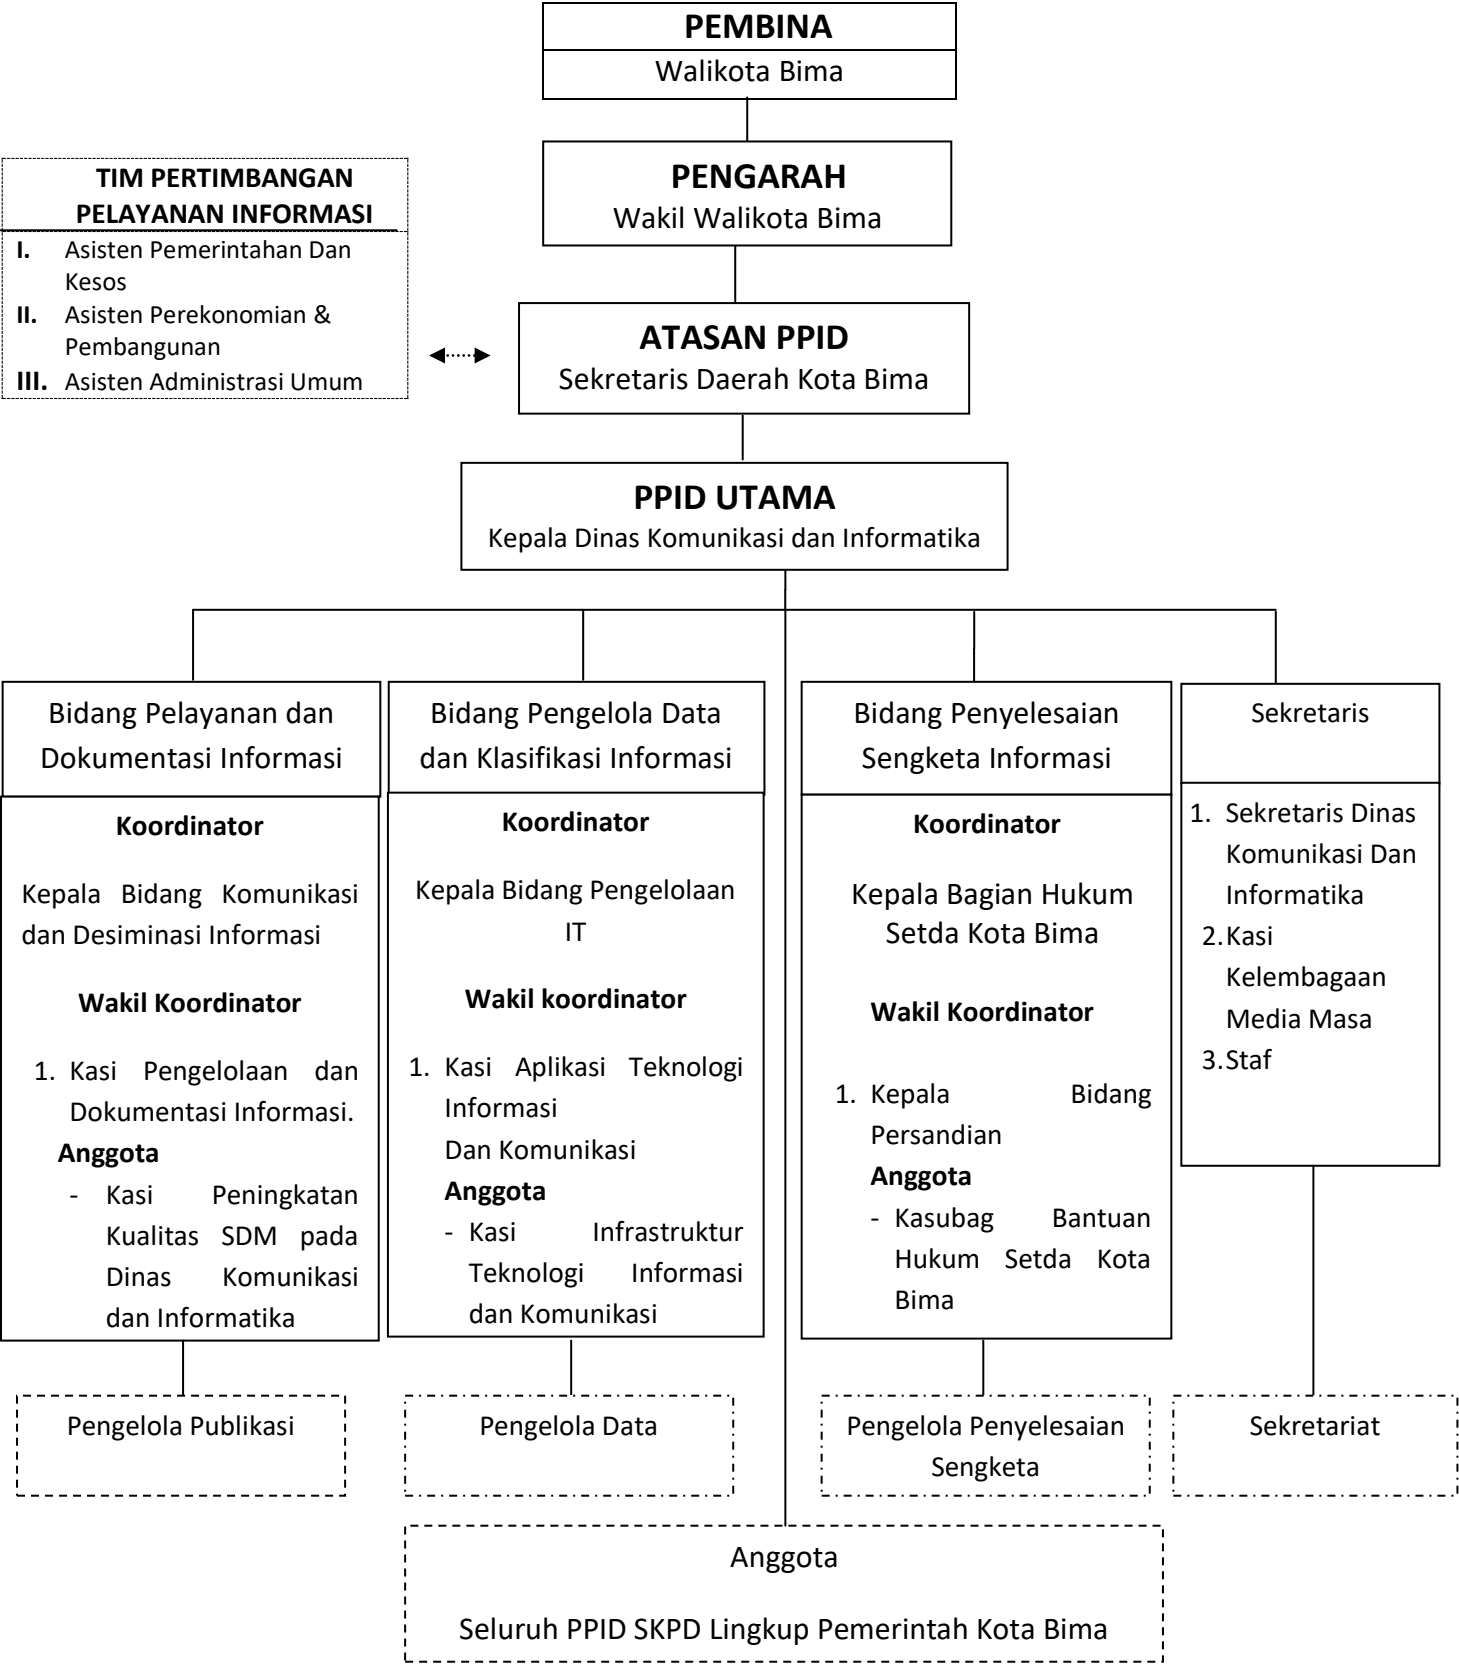 PEMBINA
Walikota Bima
PENGARAH
Wakil Walikota Bima
TIM PERTIMBANGAN
PELAYANAN INFORMASI
I. Asisten Pemerintahan Dan
Kesos
II. Asisten Perekonomian &
Pembangunan
III. Asisten Administrasi Umum
ATASAN PPID
Sekretaris Daerah Kota Bima
PPID UTAMA
Kepala Dinas Komunikasi dan Informatika
Bidang Pelayanan dan
Dokumentasi Informasi
Koordinator
Kepala Bidang Komunikasi
dan Desiminasi Informasi
Wakil Koordinator
1. Kasi Pengelolaan dan
Dokumentasi Informasi.
Anggota
- Kasi Peningkatan
Kualitas SDM pada
Dinas Komunikasi
dan Informatika
Pengelola Publikasi
Bidang Pengelola Data
dan Klasifikasi Informasi
Koordinator
Kepala Bidang Pengelolaan
IT
Wakil koordinator
1. Kasi Aplikasi Teknologi
Informasi
Dan Komunikasi
Anggota
- Kasi Infrastruktur
Teknologi Informasi
dan Komunikasi
Pengelola Data
Bidang Penyelesaian
Sengketa Informasi
Koordinator
Kepala Bagian Hukum
Setda Kota Bima
Wakil Koordinator
1. Kepala Bidang
Persandian
Anggota
- Kasubag Bantuan
Hukum Setda Kota
Bima
Pengelola Penyelesaian
Sengketa
Sekretaris
1. Sekretaris Dinas
Komunikasi Dan
Informatika
2. Kasi
Kelembagaan
Media Masa
3. Staf
Sekretariat
Anggota
Seluruh PPID SKPD Lingkup Pemerintah Kota Bima